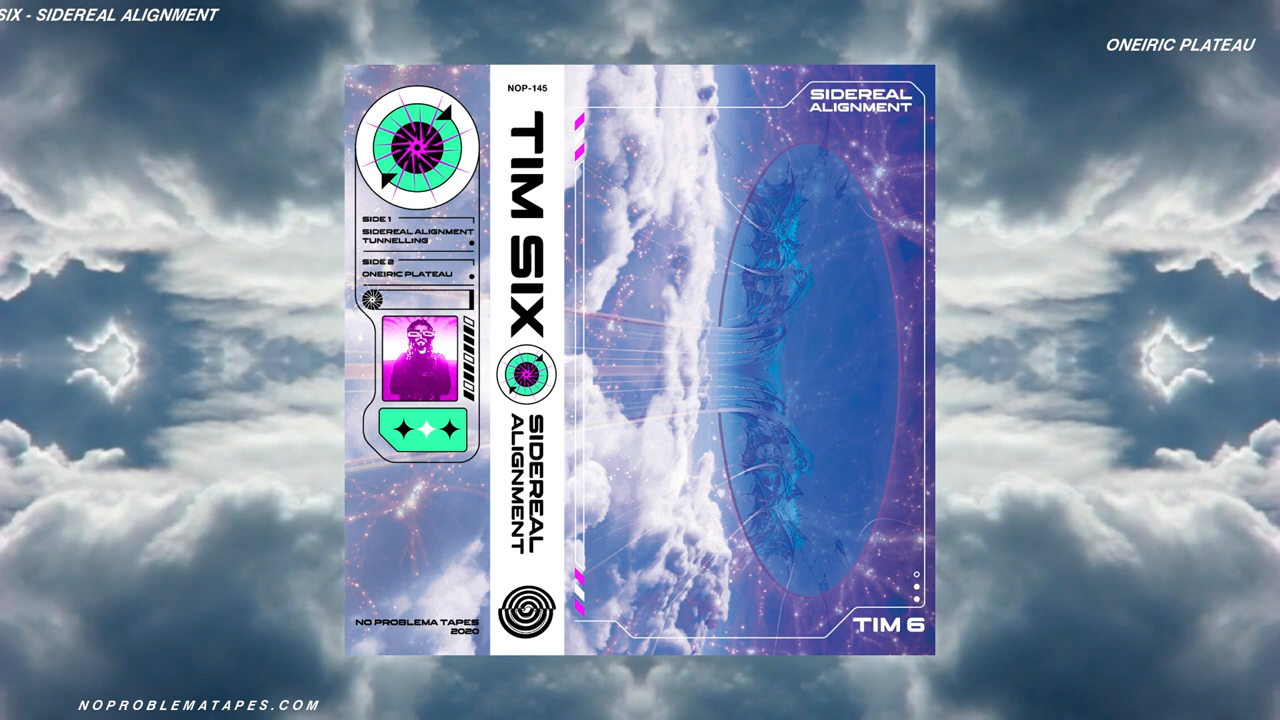 SIX - SIDEREAL ALIGNMENT
ONEIRIC PLATEAU
SIDE 1
SIDEREAL ALIGNMENT
TUNNELLING
SIDE 2
ONEIRIC PLATEAU
NO PROBLEMA TAPES
2020
NOP-145
TIM SIX
SIDEREAL
ALIGNMENT
SIDEREAL
ALIGNMENT
TIM 6
NOPROBLEMATAPES.COM